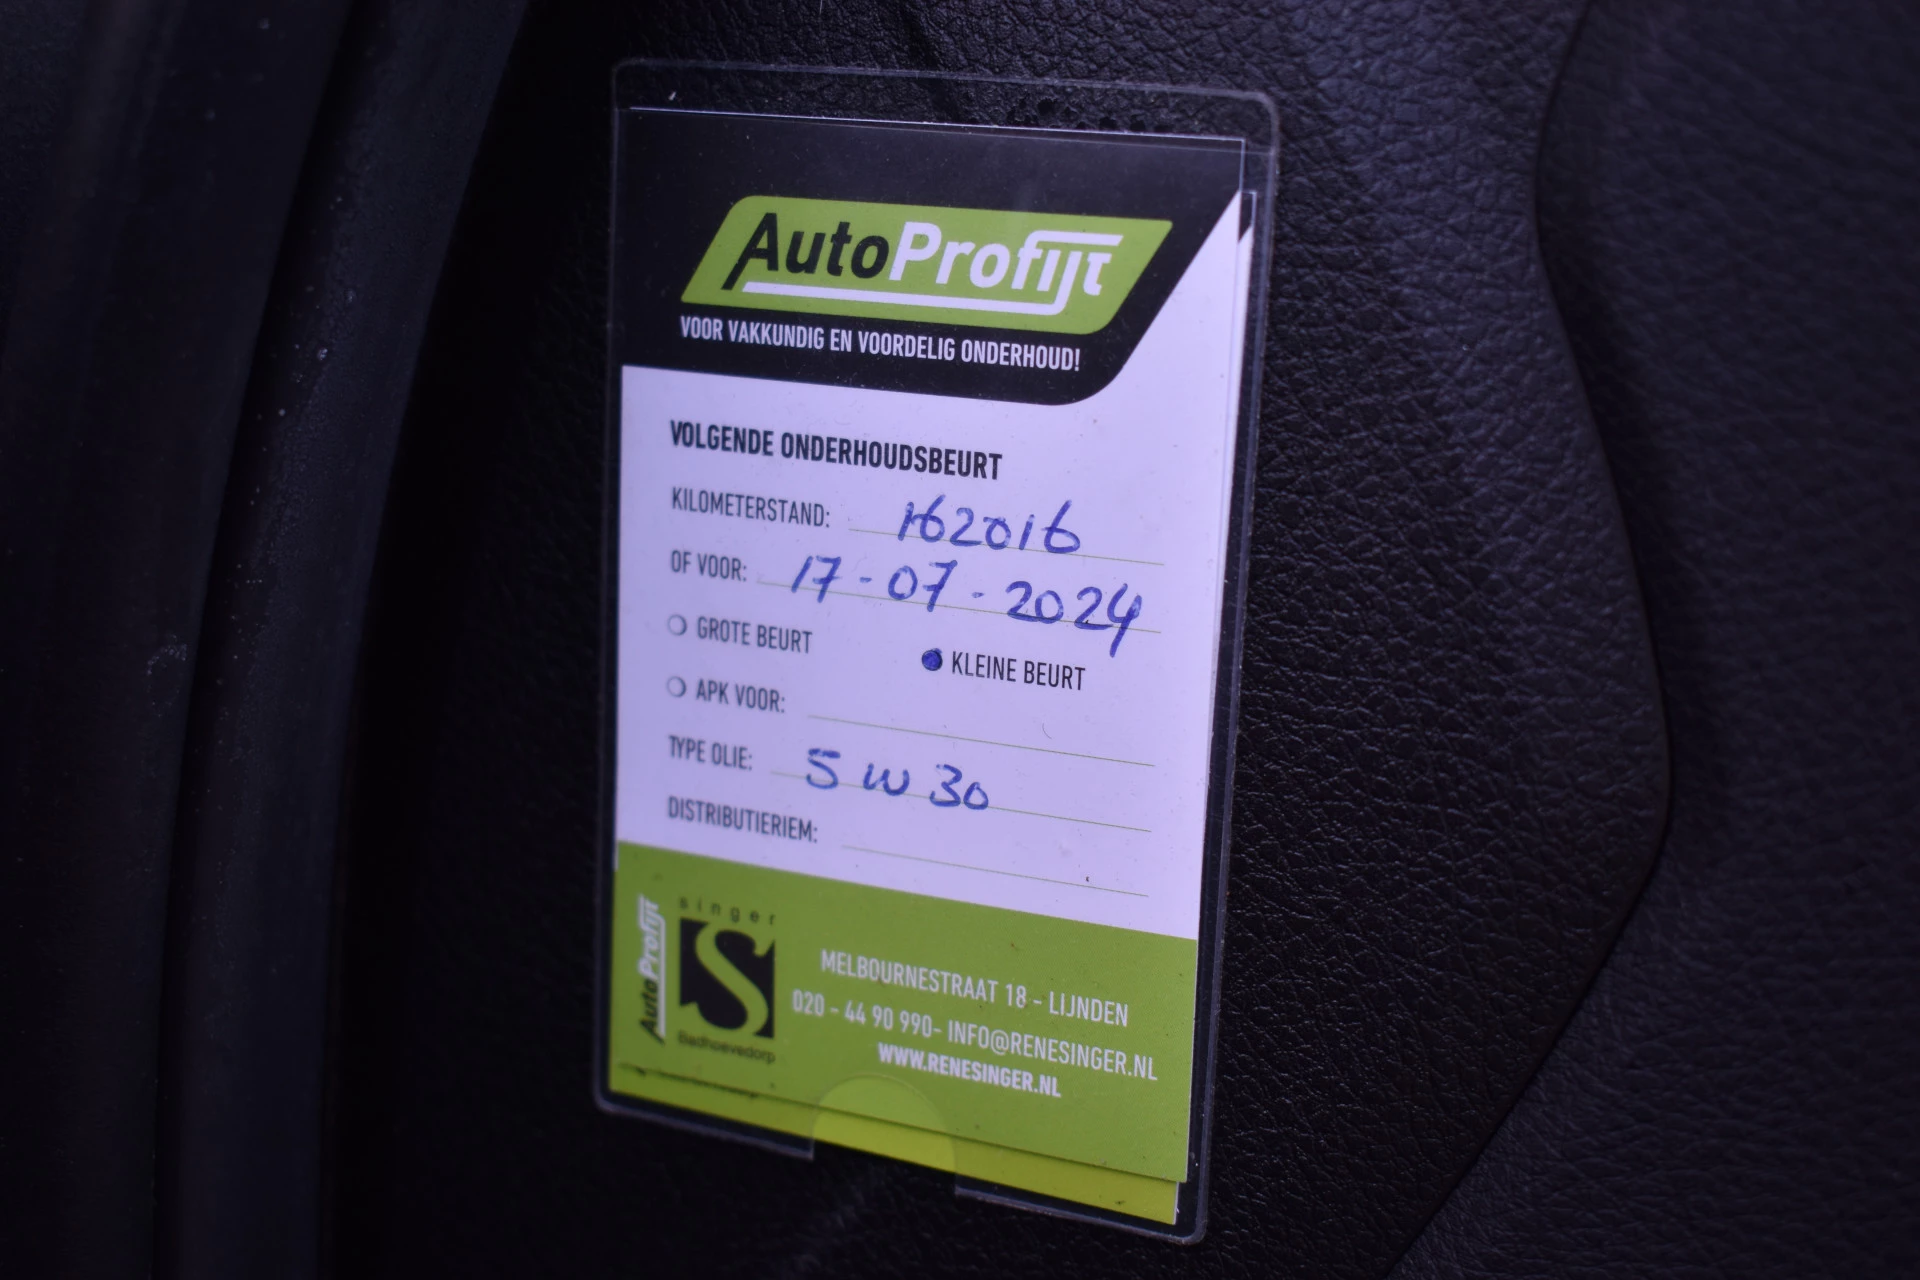 AutoProfijt
VOOR VAKKUNDIG EN VOORDELIG ONDERHOUD!
VOLGENDE ONDERHOUDSBEURT
KILOMETERSTAND: 162016
OF VOOR: 17-07-2024
GROTE BEURT KLEINE BEURT
APK VOOR:
TYPE OLIE: 5W30
DISTRIBUTIERIEM:
AutoProfijt
singer
S
Badhoevedorp
MELBOURNESTRAAT 18 - LIJNDEN
020 - 44 90 990- INFO@RENESINGER.NL
WWW.RENESINGER.NL